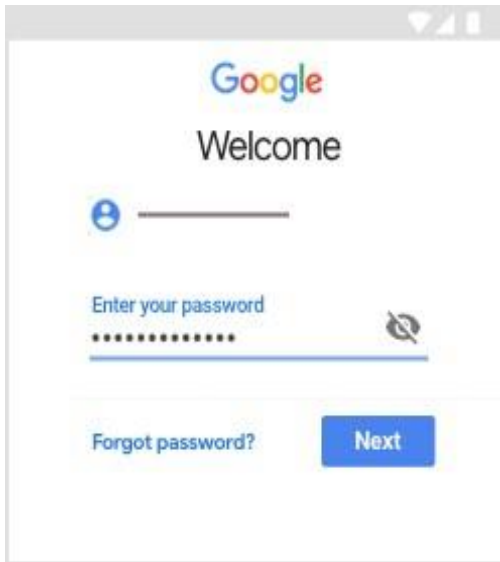 Google
Welcome
Enter your password
•••••••••••••
Forgot password?
Next